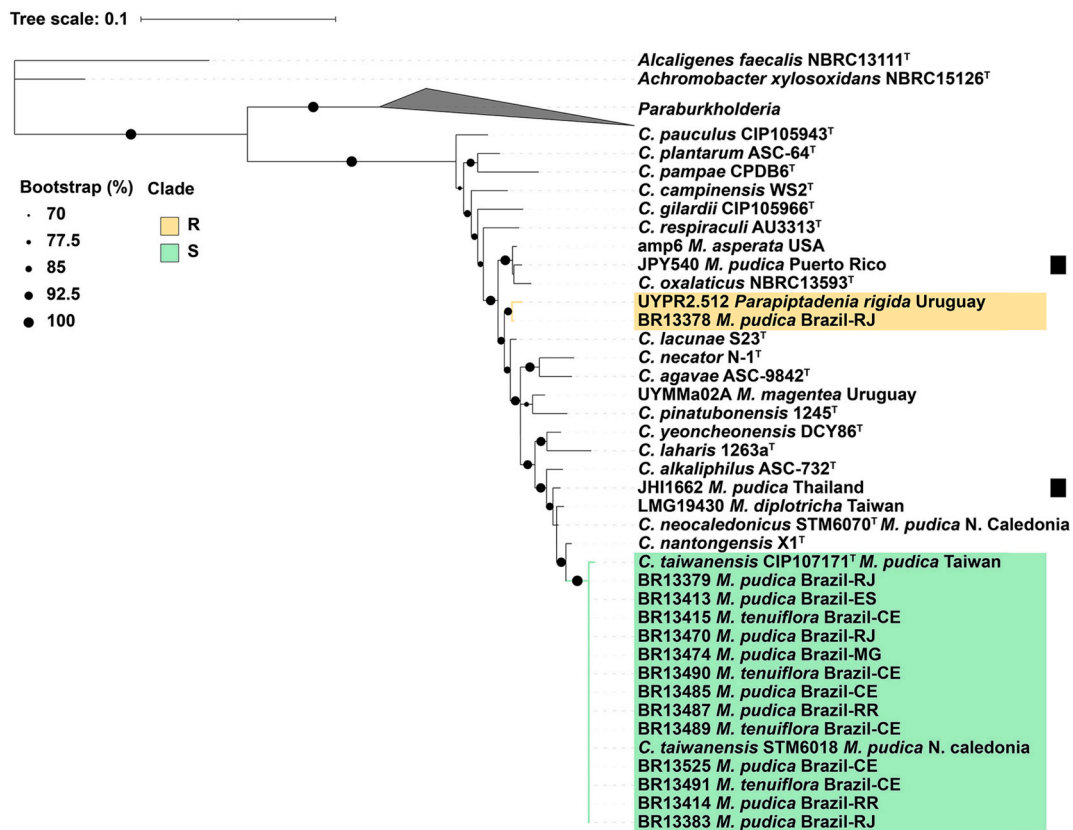 Tree scale: 0.1
Alcaligenes faecalis NBRC13111ᵀ
Achromobacter xylosoxidans NBRC15126ᵀ
Paraburkholderia
C. pauculus CIP105943ᵀ
C. plantarum ASC-64ᵀ
C. pampae CPDB6ᵀ
C. campinensis WS2ᵀ
C. gilardii CIP105966ᵀ
C. respiraculi AU3313ᵀ
amp6 M. asperata USA
JPY540 M. pudica Puerto Rico
C. oxalaticus NBRC13593ᵀ
UYPR2.512 Parapiptadenia rigida Uruguay
BR13378 M. pudica Brazil-RJ
C. lacunae S23ᵀ
C. necator N-1ᵀ
C. agavae ASC-9842ᵀ
UYMMa02A M. magentea Uruguay
C. pinatubonensis 1245ᵀ
C. yeoncheonensis DCY86ᵀ
C. laharis 1263aᵀ
C. alkaliphilus ASC-732ᵀ
JHI1662 M. pudica Thailand
LMG19430 M. diplotricha Taiwan
C. neocaledonicus STM6070ᵀ M. pudica N. Caledonia
C. nantongensis X1ᵀ
C. taiwanensis CIP107171ᵀ M. pudica Taiwan
BR13379 M. pudica Brazil-RJ
BR13413 M. pudica Brazil-ES
BR13415 M. tenuiflora Brazil-CE
BR13470 M. pudica Brazil-RJ
BR13474 M. pudica Brazil-MG
BR13490 M. tenuiflora Brazil-CE
BR13485 M. pudica Brazil-CE
BR13487 M. pudica Brazil-RR
BR13489 M. tenuiflora Brazil-CE
C. taiwanensis STM6018 M. pudica N. caledonia
BR13525 M. pudica Brazil-CE
BR13491 M. tenuiflora Brazil-CE
BR13414 M. pudica Brazil-RR
BR13383 M. pudica Brazil-RJ
Bootstrap (%)
70
77.5
85
92.5
100
Clade
R
S